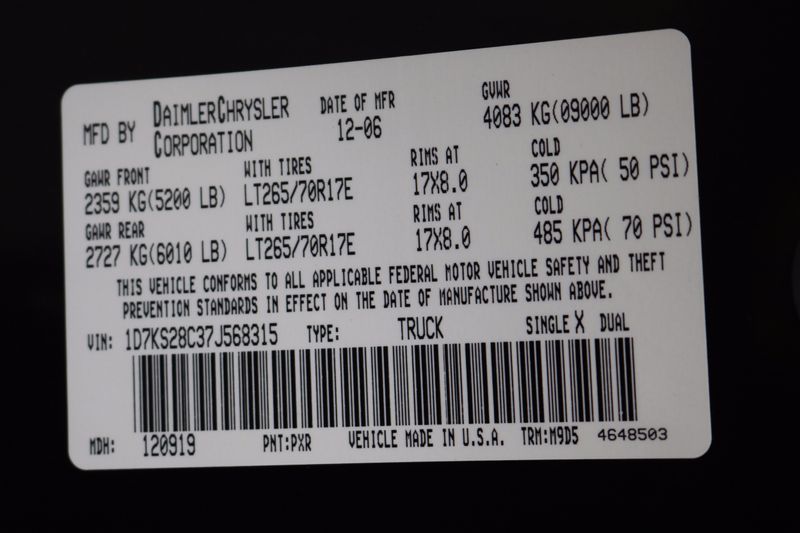 MFD BY DAIMLERCHRYSLER CORPORATION DATE OF MFR 12-06 GVWR 4083 KG(09000 LB)
GAWR FRONT WITH TIRES RIMS AT COLD
2359 KG(5200 LB) LT265/70R17E 17X8.0 350 KPA( 50 PSI)
GAWR REAR WITH TIRES RIMS AT COLD
2727 KG(6010 LB) LT265/70R17E 17X8.0 485 KPA( 70 PSI)
THIS VEHICLE CONFORMS TO ALL APPLICABLE FEDERAL MOTOR VEHICLE SAFETY AND THEFT
PREVENTION STANDARDS IN EFFECT ON THE DATE OF MANUFACTURE SHOWN ABOVE.
VIN: 1D7KS28C37J568315 TYPE: TRUCK SINGLE X DUAL
MDH: 120919 PNT:PXR VEHICLE MADE IN U.S.A. TRM:M9D5 4648503